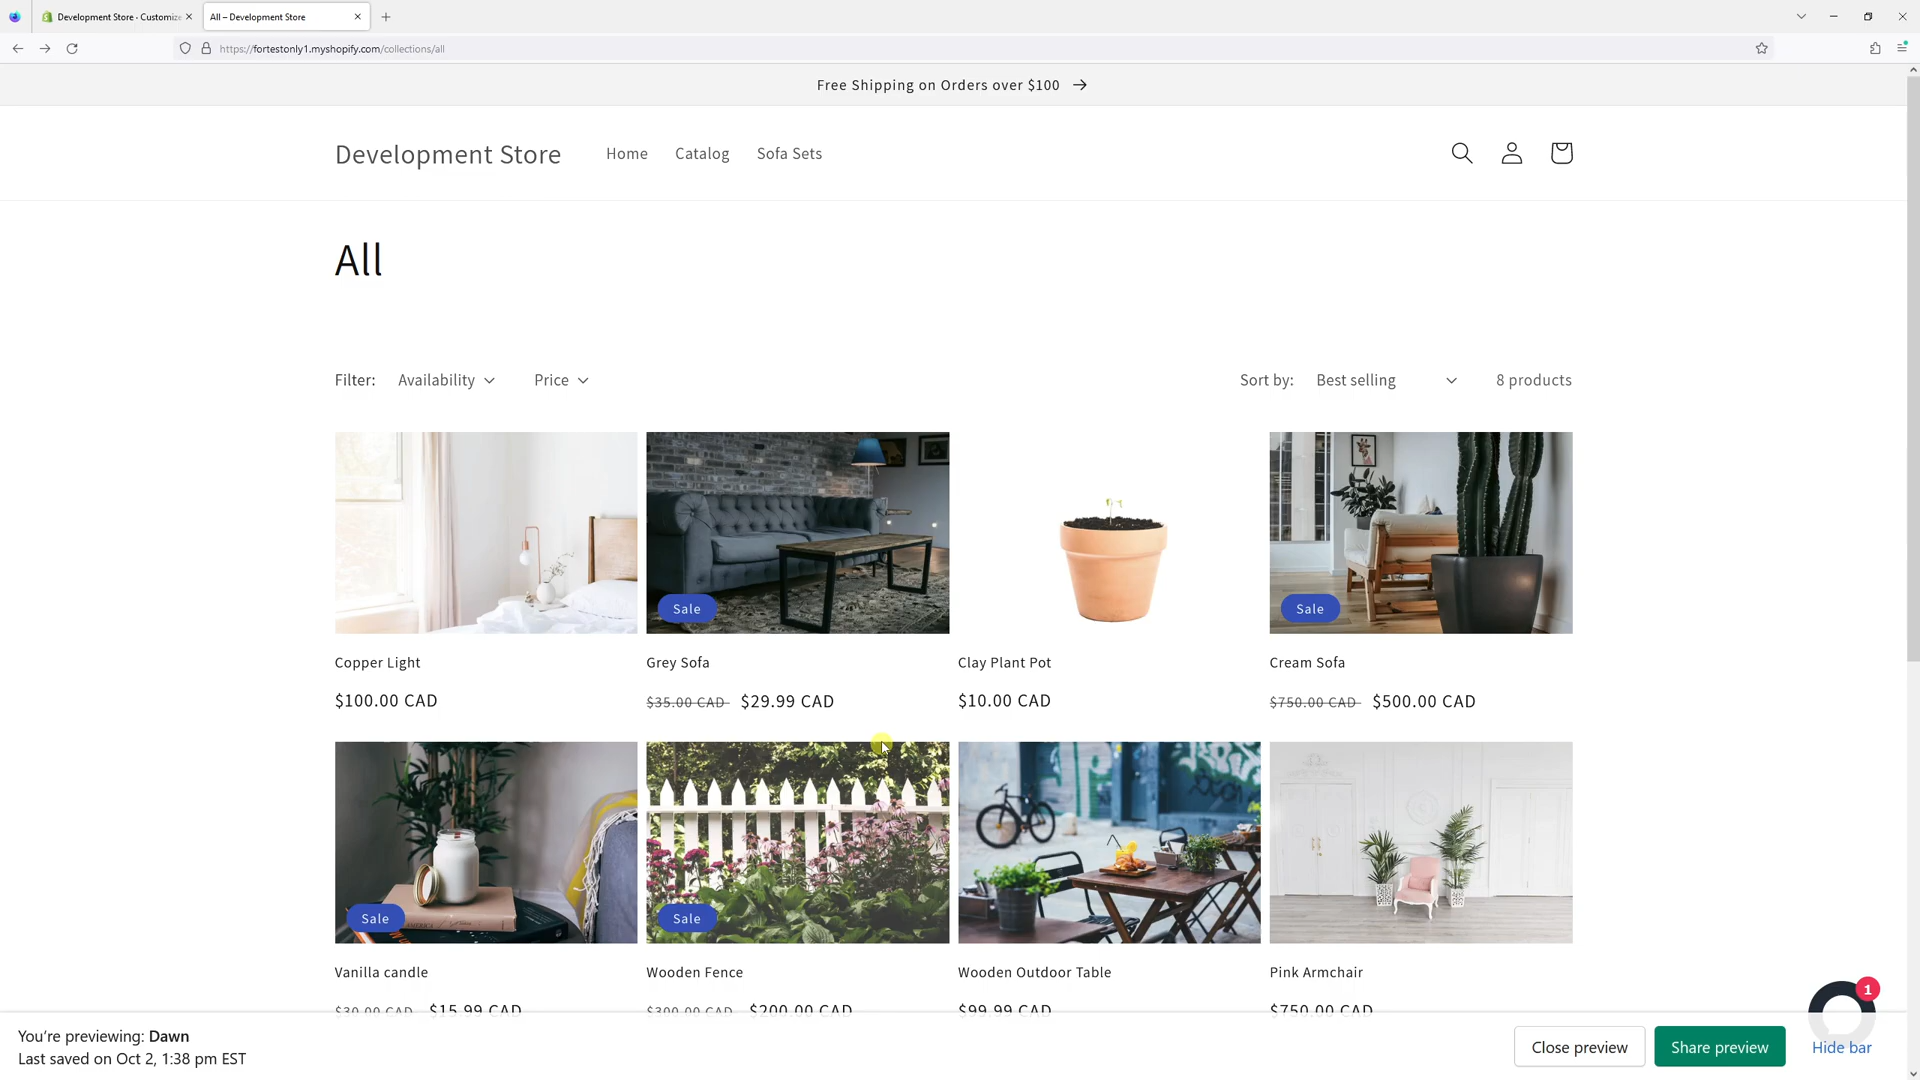 Development Store · Customize
All – Development Store
https://fortestonly1.myshopify.com/collections/all
Free Shipping on Orders over $100
Development Store
Home
Catalog
Sofa Sets
All
Filter:
Availability
Price
Sort by:
Best selling
8 products
Sale
Sale
Copper Light
Grey Sofa
Clay Plant Pot
Cream Sofa
$100.00 CAD
$35.00 CAD $29.99 CAD
$10.00 CAD
$750.00 CAD $500.00 CAD
Sale
Sale
Vanilla candle
Wooden Fence
Wooden Outdoor Table
Pink Armchair
$30.00 CAD $15.99 CAD
$300.00 CAD $200.00 CAD
$99.99 CAD
$750.00 CAD
1
You're previewing: Dawn
Last saved on Oct 2, 1:38 pm EST
Close preview
Share preview
Hide bar